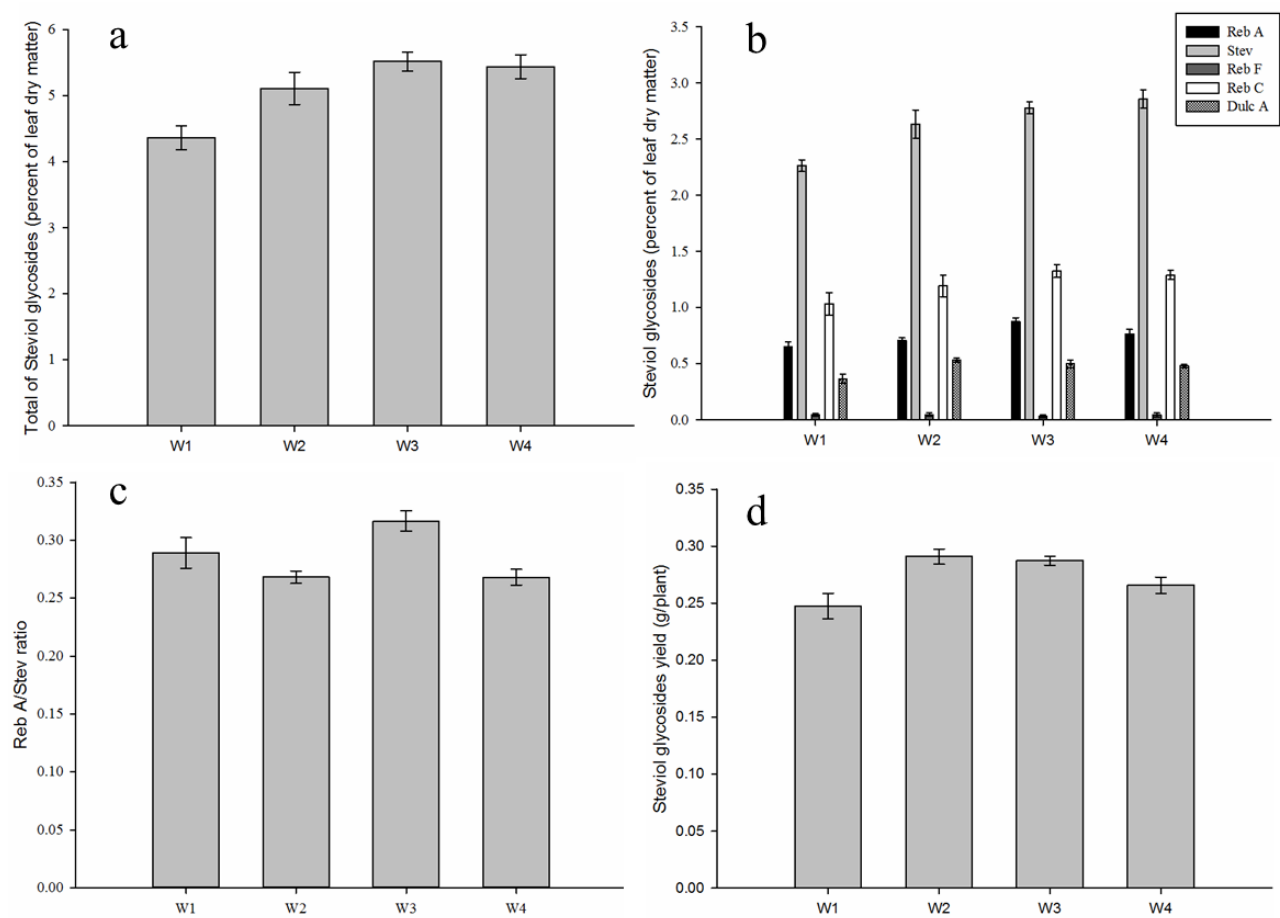 a
Total of Steviol glycosides (percent of leaf dry matter)
6
5
4
3
2
1
0
W1 W2 W3 W4
b
Steviol glycosides (percent of leaf dry matter)
3.5
3.0
2.5
2.0
1.5
1.0
0.5
0.0
W1 W2 W3 W4
Reb A
Stev
Reb F
Reb C
Dulc A
c
Reb A/Stev ratio
0.35
0.30
0.25
0.20
0.15
0.10
0.05
0.00
W1 W2 W3 W4
d
Steviol glycosides yield (g/plant)
0.35
0.30
0.25
0.20
0.15
0.10
0.05
0.00
W1 W2 W3 W4